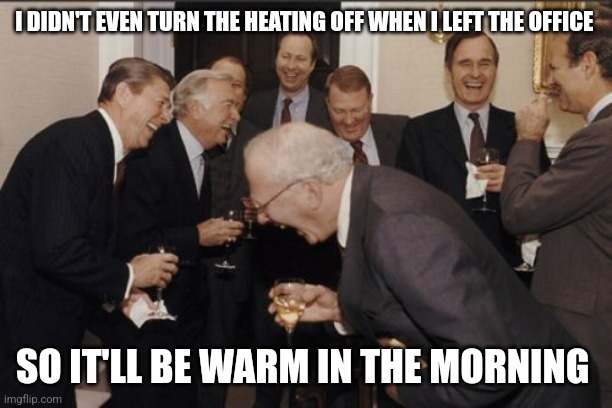 I DIDN'T EVEN TURN THE HEATING OFF WHEN I LEFT THE OFFICE
SO IT'LL BE WARM IN THE MORNING
imgflip.com